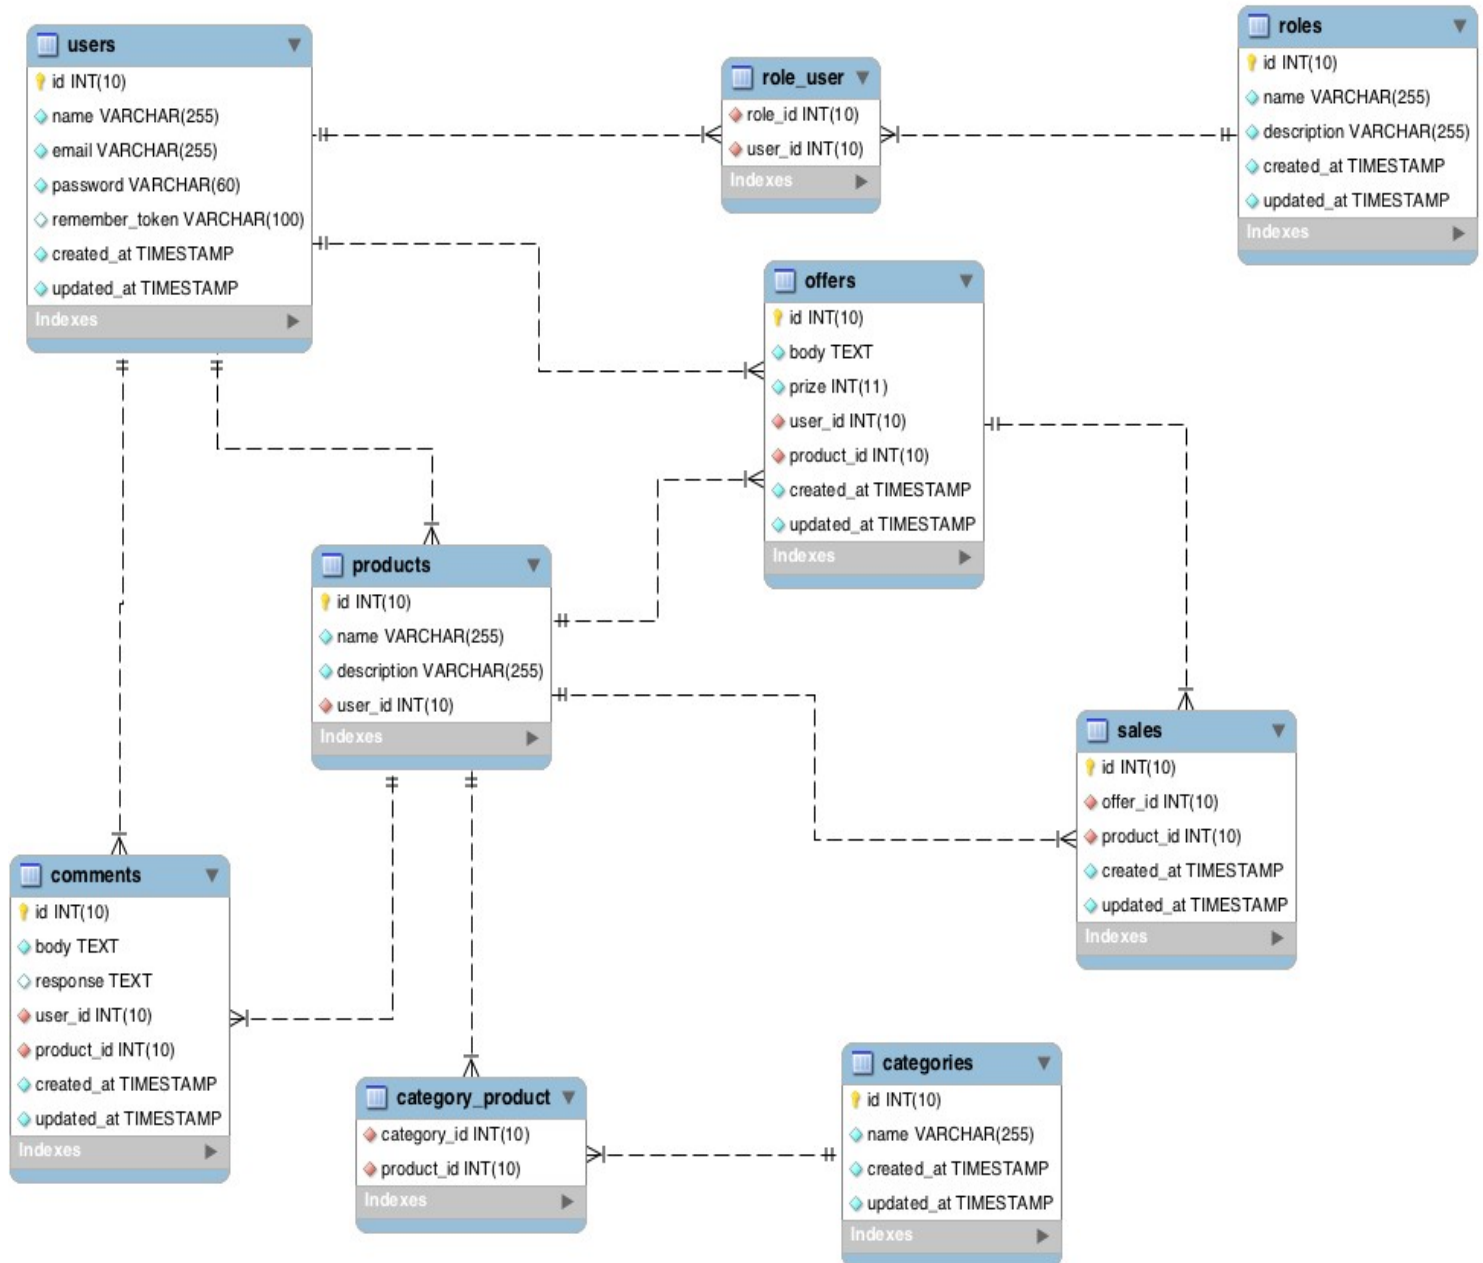 users
id INT(10)
name VARCHAR(255)
email VARCHAR(255)
password VARCHAR(60)
remember_token VARCHAR(100)
created_at TIMESTAMP
updated_at TIMESTAMP
Indexes
role_user
role_id INT(10)
user_id INT(10)
Indexes
roles
id INT(10)
name VARCHAR(255)
description VARCHAR(255)
created_at TIMESTAMP
updated_at TIMESTAMP
Indexes
offers
id INT(10)
body TEXT
prize INT(11)
user_id INT(10)
product_id INT(10)
created_at TIMESTAMP
updated_at TIMESTAMP
Indexes
products
id INT(10)
name VARCHAR(255)
description VARCHAR(255)
user_id INT(10)
Indexes
sales
id INT(10)
offer_id INT(10)
product_id INT(10)
created_at TIMESTAMP
updated_at TIMESTAMP
Indexes
comments
id INT(10)
body TEXT
response TEXT
user_id INT(10)
product_id INT(10)
created_at TIMESTAMP
updated_at TIMESTAMP
Indexes
category_product
category_id INT(10)
product_id INT(10)
Indexes
categories
id INT(10)
name VARCHAR(255)
created_at TIMESTAMP
updated_at TIMESTAMP
Indexes